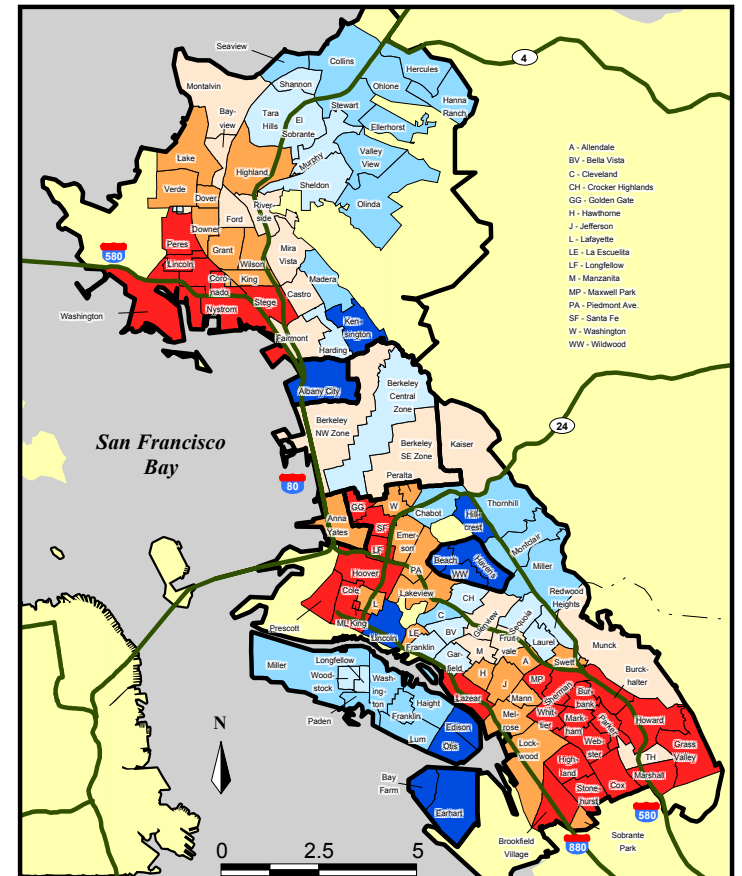 Seaview
Collins
4
Montalvin
Shannon
Hercules
Ohlone
Hanna
Ranch
Bay-
view
Tara
Hills
El
Sobrante
Stewart
Ellerhorst
Lake
Highland
Murphy
Valley
View
Sheldon
Olinda
Verde
Dover
River-
side
Ford
Downer
Peres
Grant
Mira
Vista
580
Lincoln
Wilson
Coro-
nado
King
Madera
Washington
Nystrom
Stege
Castro
Ken-
sington
Fairmont
Harding
A - Allendale
BV - Bella Vista
C - Cleveland
CH - Crocker Highlands
GG - Golden Gate
H - Hawthorne
J - Jefferson
L - Lafayette
LE - La Escuelita
LF - Longfellow
M - Manzanita
MP - Maxwell Park
PA - Piedmont Ave.
SF - Santa Fe
W - Washington
WW - Wildwood
Albany City
Berkeley
Central
Zone
Berkeley
NW Zone
Berkeley
SE Zone
Kaiser
24
San Francisco
Bay
Peralta
80
GG
W
Anna
Yates
SF
Chabot
Hill-
crest
Thornhill
Emer-
son
LF
Montclair
Hoover
PA
Beach
Havens
WW
Miller
Cole
Lakeview
CH
Redwood
Heights
L
ML King
Lincoln
C
LE
BV
Glenview
Sequoia
Prescott
Franklin
Fruit-
vale
Laurel
Munck
Gar-
field
M
A
Swett
Burck-
halter
Miller
Longfellow
Wood-
stock
Wash-
ing-
ton
H
J
MP
Sherman
Paden
Franklin
Haight
Lazear
Mann
Bur-
bank
Mel-
rose
Whit-
tier
Mark-
ham
Parker
Howard
Lum
Edison
Otis
Lock-
wood
Web-
ster
Grass
Valley
TH
N
High-
land
Marshall
Bay
Farm
Stone-
hurst
Cox
Earhart
580
0
2.5
5
Brookfield
Village
880
Sobrante
Park